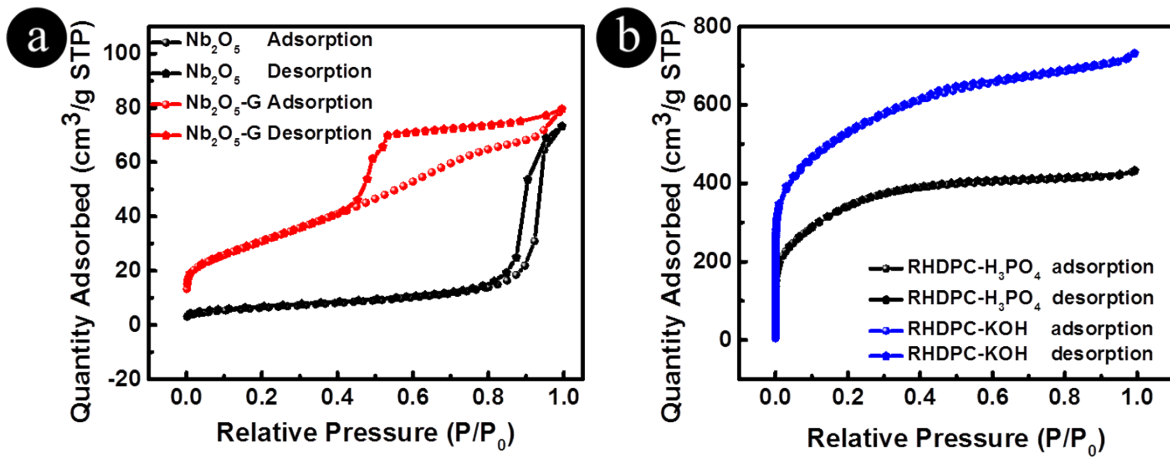 a
Quantity Adsorbed (cm³/g STP)
100
80
60
40
20
0
-20
Nb₂O₅ Adsorption
Nb₂O₅ Desorption
Nb₂O₅-G Adsorption
Nb₂O₅-G Desorption
0.0 0.2 0.4 0.6 0.8 1.0
Relative Pressure (P/P₀)
b
Quantity Adsorbed (cm³/g STP)
800
600
400
200
0
RHDPC-H₃PO₄ adsorption
RHDPC-H₃PO₄ desorption
RHDPC-KOH adsorption
RHDPC-KOH desorption
0.0 0.2 0.4 0.6 0.8 1.0
Relative Pressure (P/P₀)